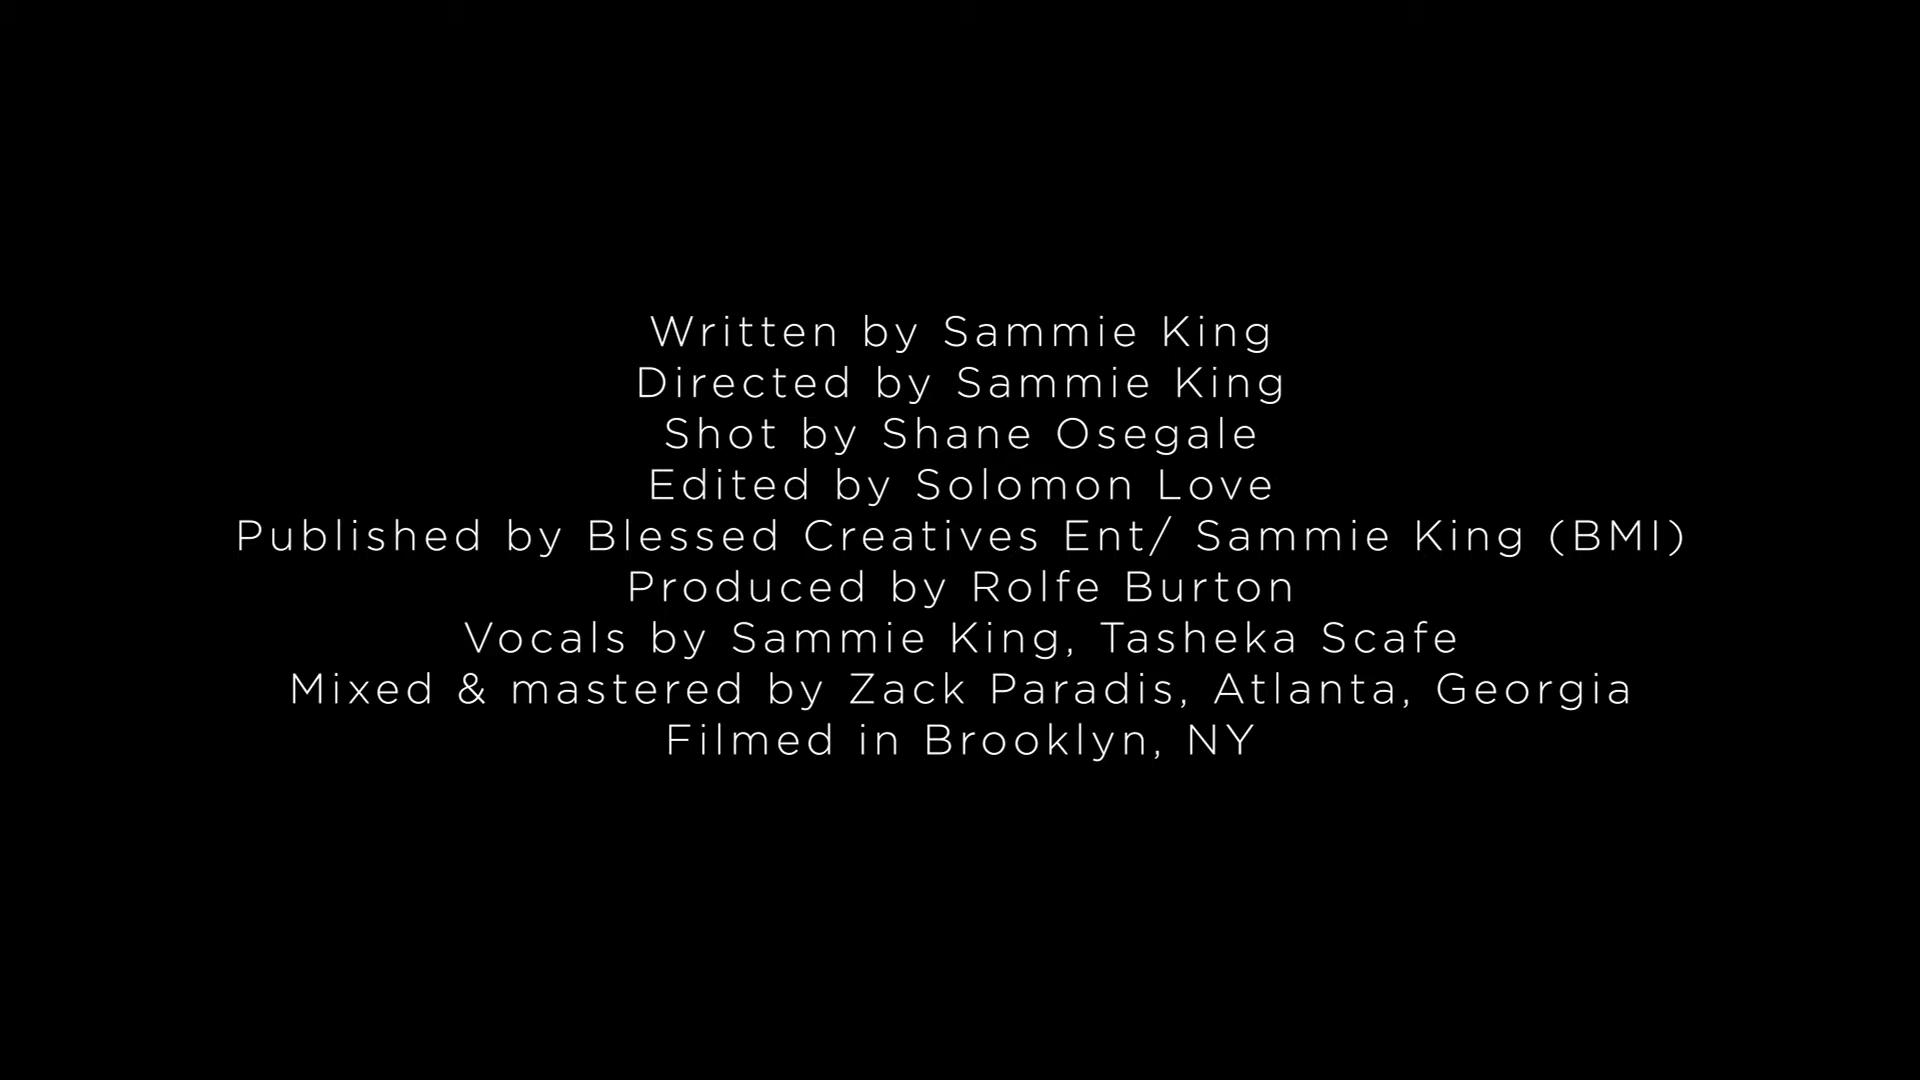 Written by Sammie King
Directed by Sammie King
Shot by Shane Osegale
Edited by Solomon Love
Published by Blessed Creatives Ent/ Sammie King (BMI)
Produced by Rolfe Burton
Vocals by Sammie King, Tasheka Scafe
Mixed & mastered by Zack Paradis, Atlanta, Georgia
Filmed in Brooklyn, NY